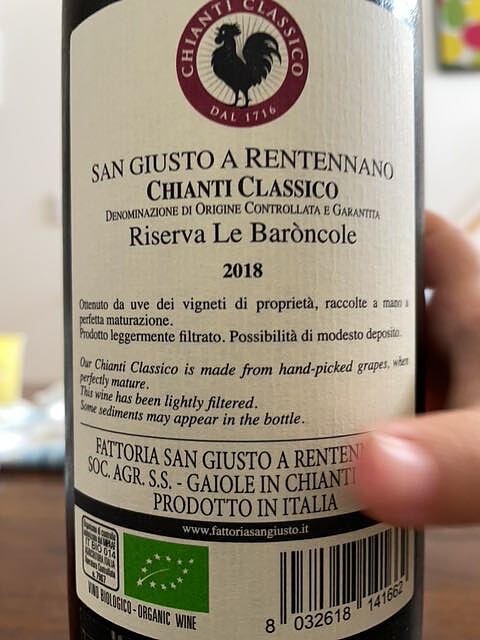 CHIANTI CLASSICO
DAL 1716
SAN GIUSTO A RENTENNANO
CHIANTI CLASSICO
DENOMINAZIONE DI ORIGINE CONTROLLATA E GARANTITA
Riserva Le Baròncole
2018
Ottenuto da uve dei vigneti di proprietà, raccolte a mano a
perfetta maturazione.
Prodotto leggermente filtrato. Possibilità di modesto deposito.
Our Chianti Classico is made from hand-picked grapes, when
perfectly mature.
This wine has been lightly filtered.
Some sediments may appear in the bottle.
FATTORIA SAN GIUSTO A RENTEN
SOC. AGR. S.S. - GAIOLE IN CHIANTI
PRODOTTO IN ITALIA
www.fattoriasangiusto.it
IT BIO 014
VINO BIOLOGICO - ORGANIC WINE
8 032618 141662